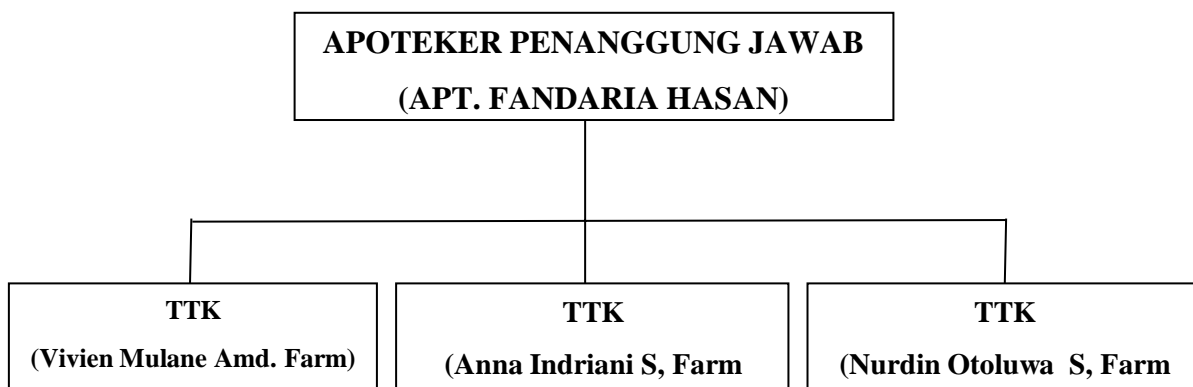 APOTEKER PENANGGUNG JAWAB
(APT. FANDARIA HASAN)
TTK
(Vivien Mulane Amd. Farm)
TTK
(Anna Indriani S, Farm
TTK
(Nurdin Otoluwa  S, Farm